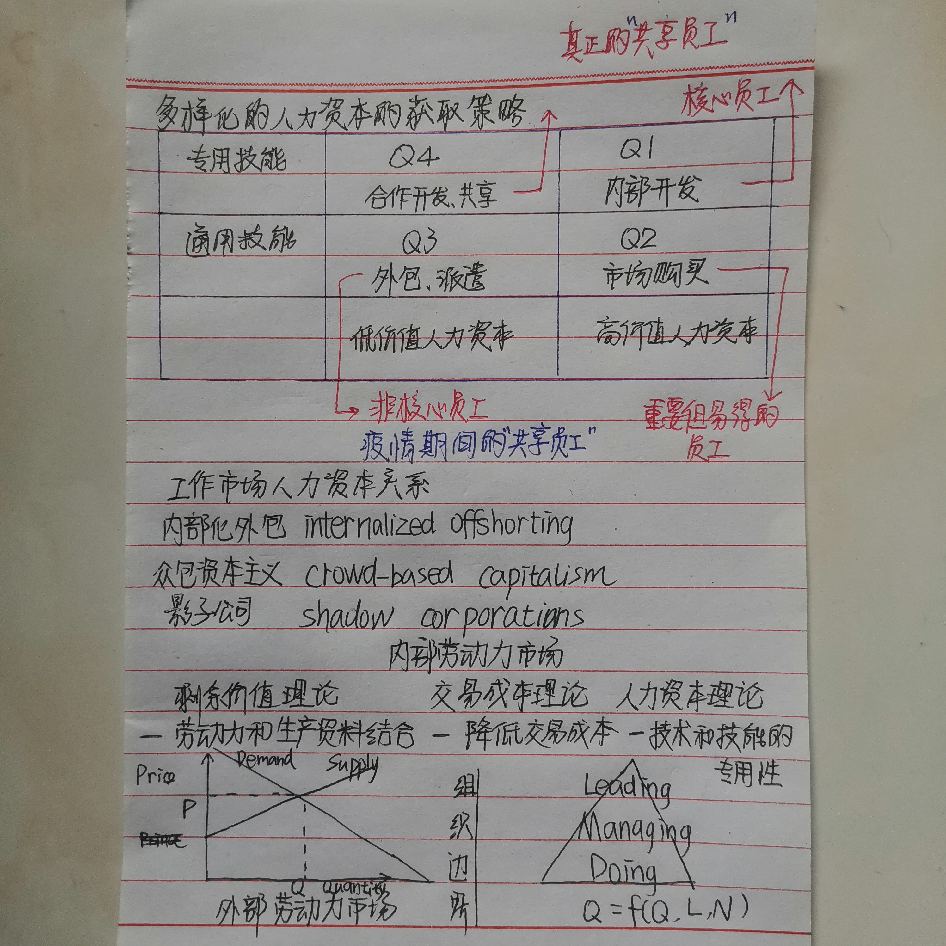 真正的"共享员工"
核心员工
多样化的人力资本的获取策略
专用技能 Q4 Q1
合作开发、共享 内部开发
通用技能 Q3 Q2
外包、派遣 市场购买
低价值人力资本 高价值人力资本
非核心员工 重要但易得的
疫情期间的"共享员工" 员工
工作市场人力资本关系
内部化外包 internalized offshorting
众包资本主义 crowd-based capitalism
影子公司 shadow corporations
内部劳动力市场
剩余价值理论 交易成本理论 人力资本理论
— 劳动力和生产资料结合 — 降低交易成本 — 技术和技能的
专用性
Demand Supply
Price
P
Q Quantity
外部劳动力市场
组
织
边
界
Leading
Managing
Doing
Q=f(Q,L,N)